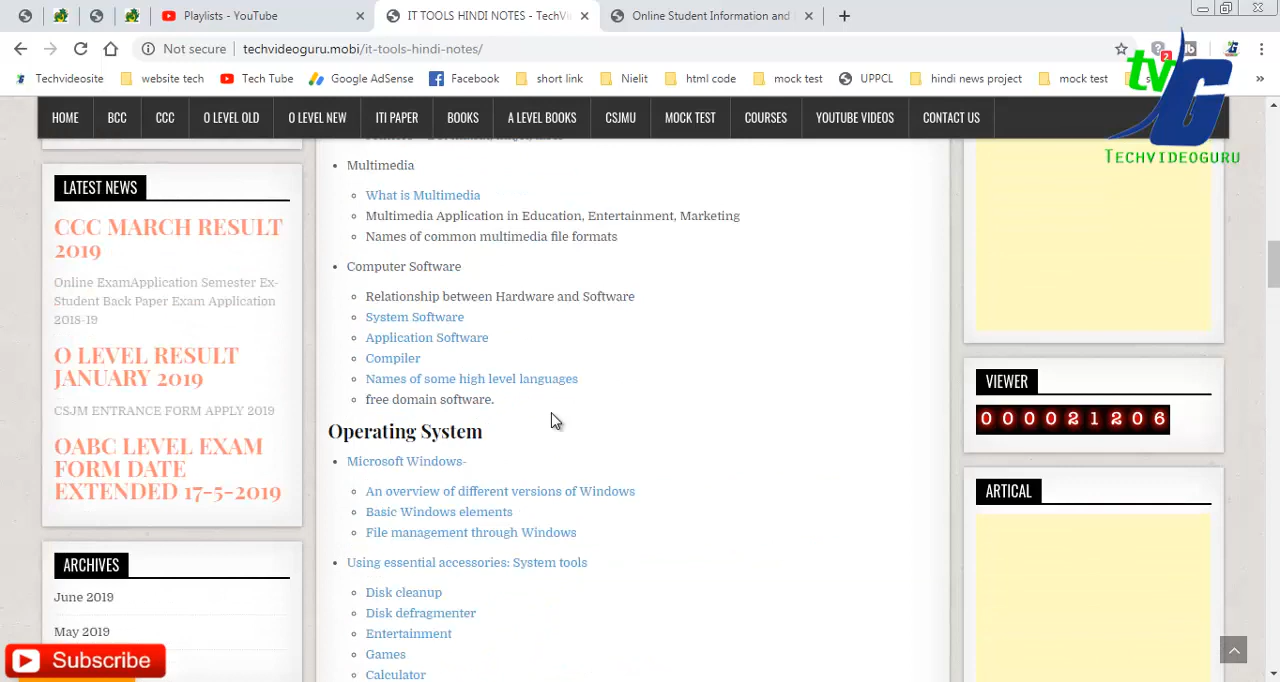 Playlists - YouTube
IT TOOLS HINDI NOTES - TechVi
Online Student Information and
Not secure
techvideoguru.mobi/it-tools-hindi-notes/
2
Techvideosite
website tech
Tech Tube
Google AdSense
Facebook
short link
Nielit
html code
mock test
UPPCL
hindi news project
mock test
tvG
TECHVIDEOGURU
HOME
BCC
CCC
O LEVEL OLD
O LEVEL NEW
ITI PAPER
BOOKS
A LEVEL BOOKS
CSJMU
MOCK TEST
COURSES
YOUTUBE VIDEOS
CONTACT US
LATEST NEWS
CCC MARCH RESULT
2019
Online ExamApplication Semester Ex-
Student Back Paper Exam Application
2018-19
O LEVEL RESULT
JANUARY 2019
CSJM ENTRANCE FORM APPLY 2019
OABC LEVEL EXAM
FORM DATE
EXTENDED 17-5-2019
ARCHIVES
June 2019
May 2019
Subscribe
Multimedia
What is Multimedia
Multimedia Application in Education, Entertainment, Marketing
Names of common multimedia file formats
Computer Software
Relationship between Hardware and Software
System Software
Application Software
Compiler
Names of some high level languages
free domain software.
Operating System
Microsoft Windows-
An overview of different versions of Windows
Basic Windows elements
File management through Windows
Using essential accessories: System tools
Disk cleanup
Disk defragmenter
Entertainment
Games
Calculator
VIEWER
000021206
ARTICAL